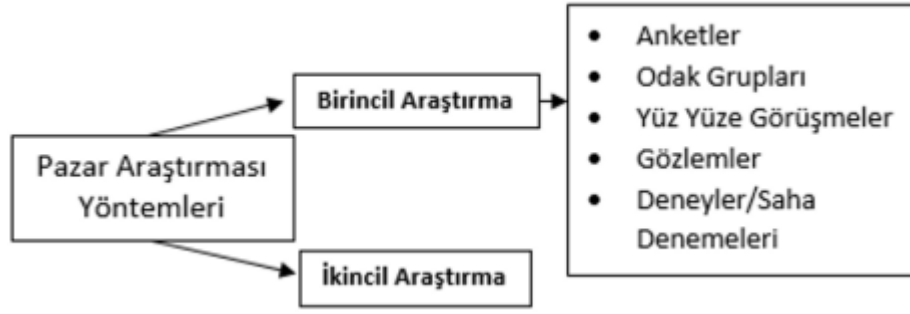 Pazar Araştırması
Yöntemleri
Birincil Araştırma
• Anketler
• Odak Grupları
• Yüz Yüze Görüşmeler
• Gözlemler
• Deneyler/Saha
Denemeleri
İkincil Araştırma